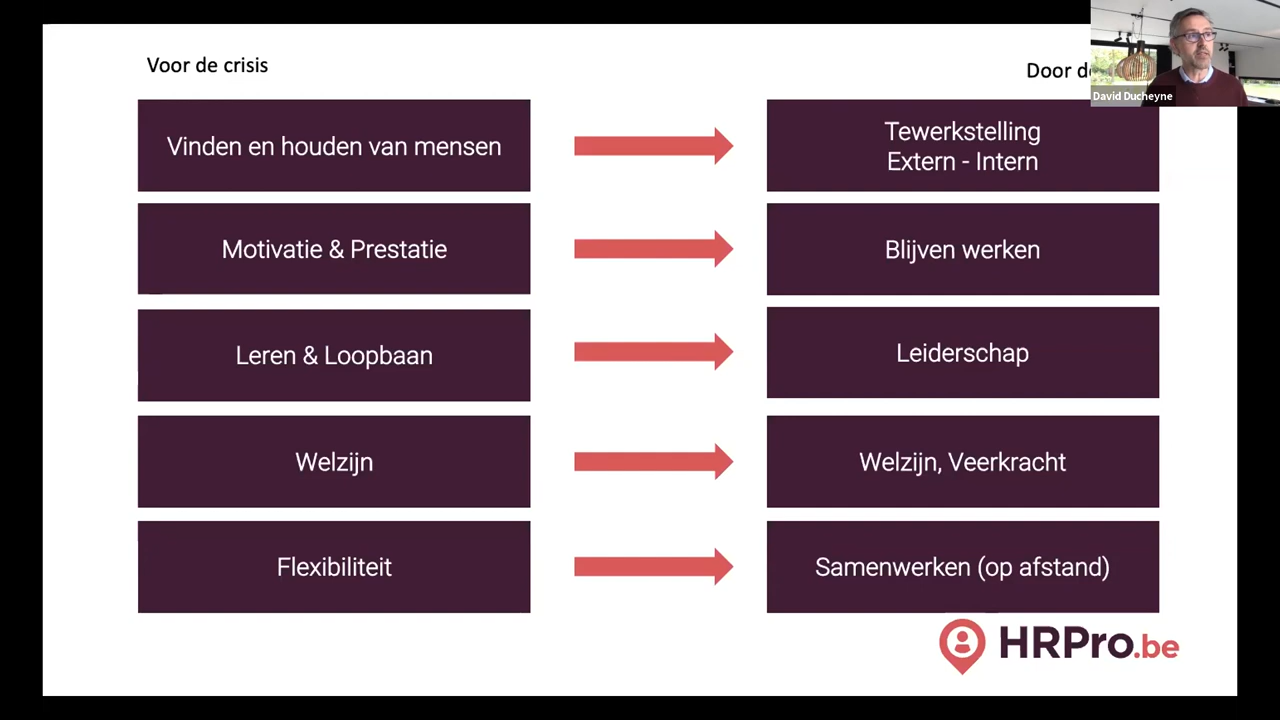 Voor de crisis
Door de
David Ducheyne
Vinden en houden van mensen
Tewerkstelling
Extern - Intern
Motivatie & Prestatie
Blijven werken
Leren & Loopbaan
Leiderschap
Welzijn
Welzijn, Veerkracht
Flexibiliteit
Samenwerken (op afstand)
HRPro.be